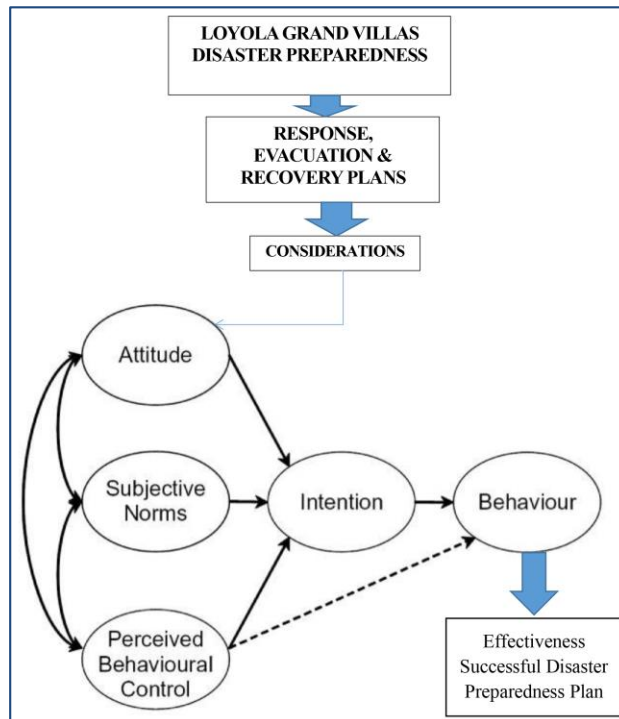 LOYOLA GRAND VILLAS
DISASTER PREPAREDNESS
RESPONSE,
EVACUATION &
RECOVERY PLANS
CONSIDERATIONS
Attitude
Subjective
Norms
Intention
Behaviour
Perceived
Behavioural
Control
Effectiveness
Successful Disaster
Preparedness Plan